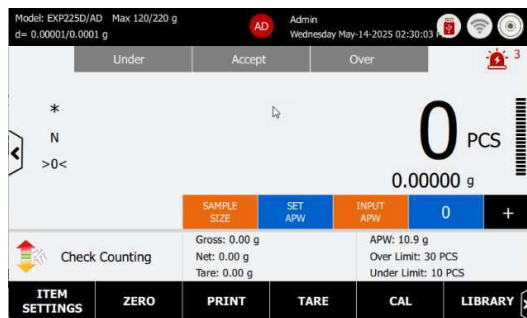 Model: EXP225D/AD Max 120/220 g
d= 0.00001/0.0001 g
AD
Admin
Wednesday May-14-2025 02:30:03
Under
Accept
Over
3
*
N
>0<
0 PCS
0.00000 g
SAMPLE SIZE
SET APW
INPUT APW
0
+
Check Counting
Gross: 0.00 g
Net: 0.00 g
Tare: 0.00 g
APW: 10.9 g
Over Limit: 30 PCS
Under Limit: 10 PCS
ITEM SETTINGS
ZERO
PRINT
TARE
CAL
LIBRARY